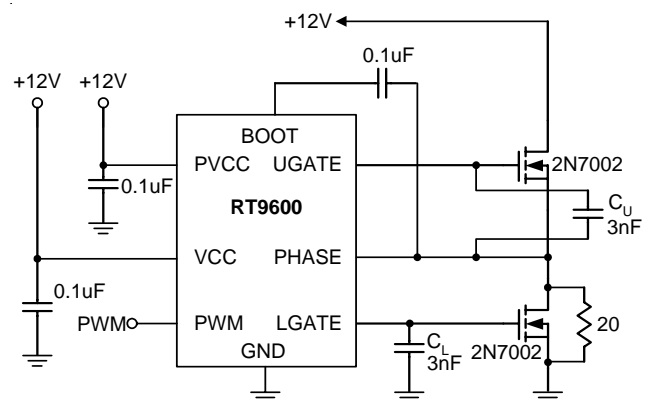 +12V
0.1uF
+12V +12V
BOOT
PVCC UGATE
2N7002
0.1uF
RT9600
C_U
3nF
VCC PHASE
0.1uF
PWM PWM LGATE
20
C_L
3nF
2N7002
GND